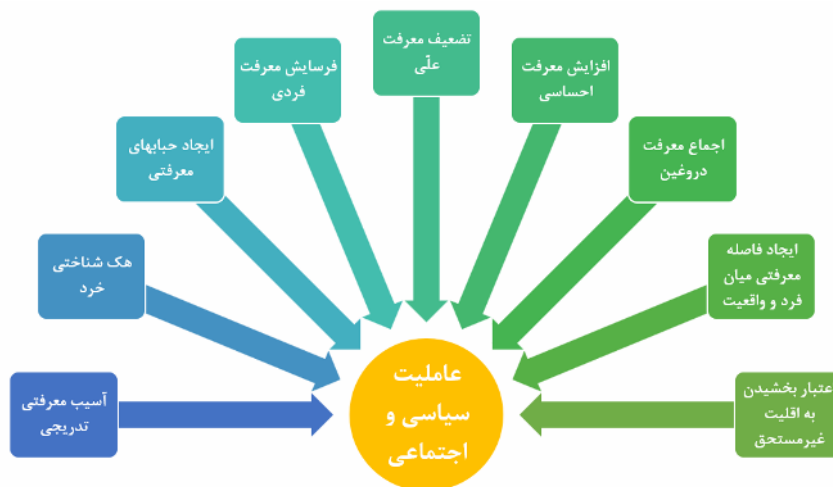 تضعیف معرفت
علّی
افزایش معرفت
احساسی
فرسایش معرفت
فردی
اجماع معرفت
دروغین
ایجاد حبابهای
معرفتی
ایجاد فاصله
معرفتی میان
فرد و واقعیت
هک شناختی
خرد
عتبار بخشیدن
به اقلیت
غیرمستحق
آسیب معرفتی
تدریجی
عاملیت
سیاسی و
اجتماعی